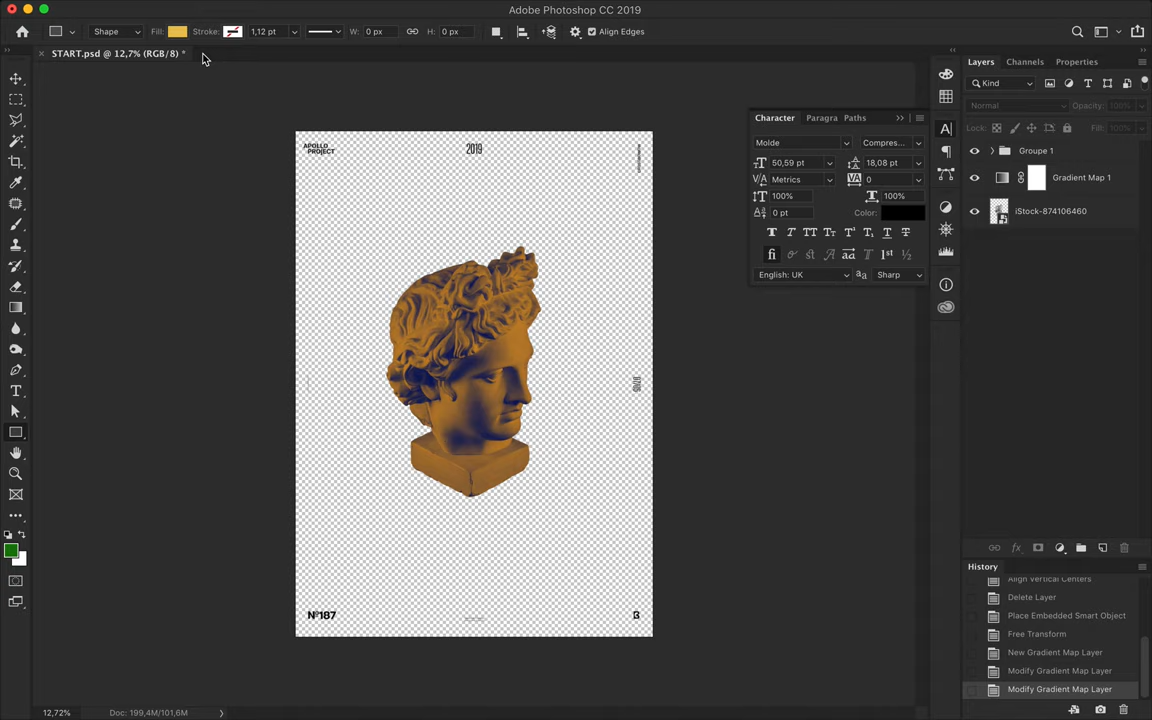 Adobe Photoshop CC 2019
Shape
Fill:
Stroke:
1,12 pt
W: 0 px
H: 0 px
Align Edges
START.psd @ 12,7% (RGB/8) *
APOLLO
PROJECT
2019
Nº187
12,72%
Doc: 199,4M/101,6M
Character
Paragra
Paths
Molde
Compres...
50,59 pt
18,08 pt
Metrics
0
100%
100%
0 pt
Color:
English: UK
Sharp
Layers
Channels
Properties
Kind
Normal
Opacity: 100%
Lock:
Fill: 100%
Groupe 1
Gradient Map 1
iStock-874106460
History
Align Vertical Centers
Delete Layer
Place Embedded Smart Object
Free Transform
New Gradient Map Layer
Modify Gradient Map Layer
Modify Gradient Map Layer